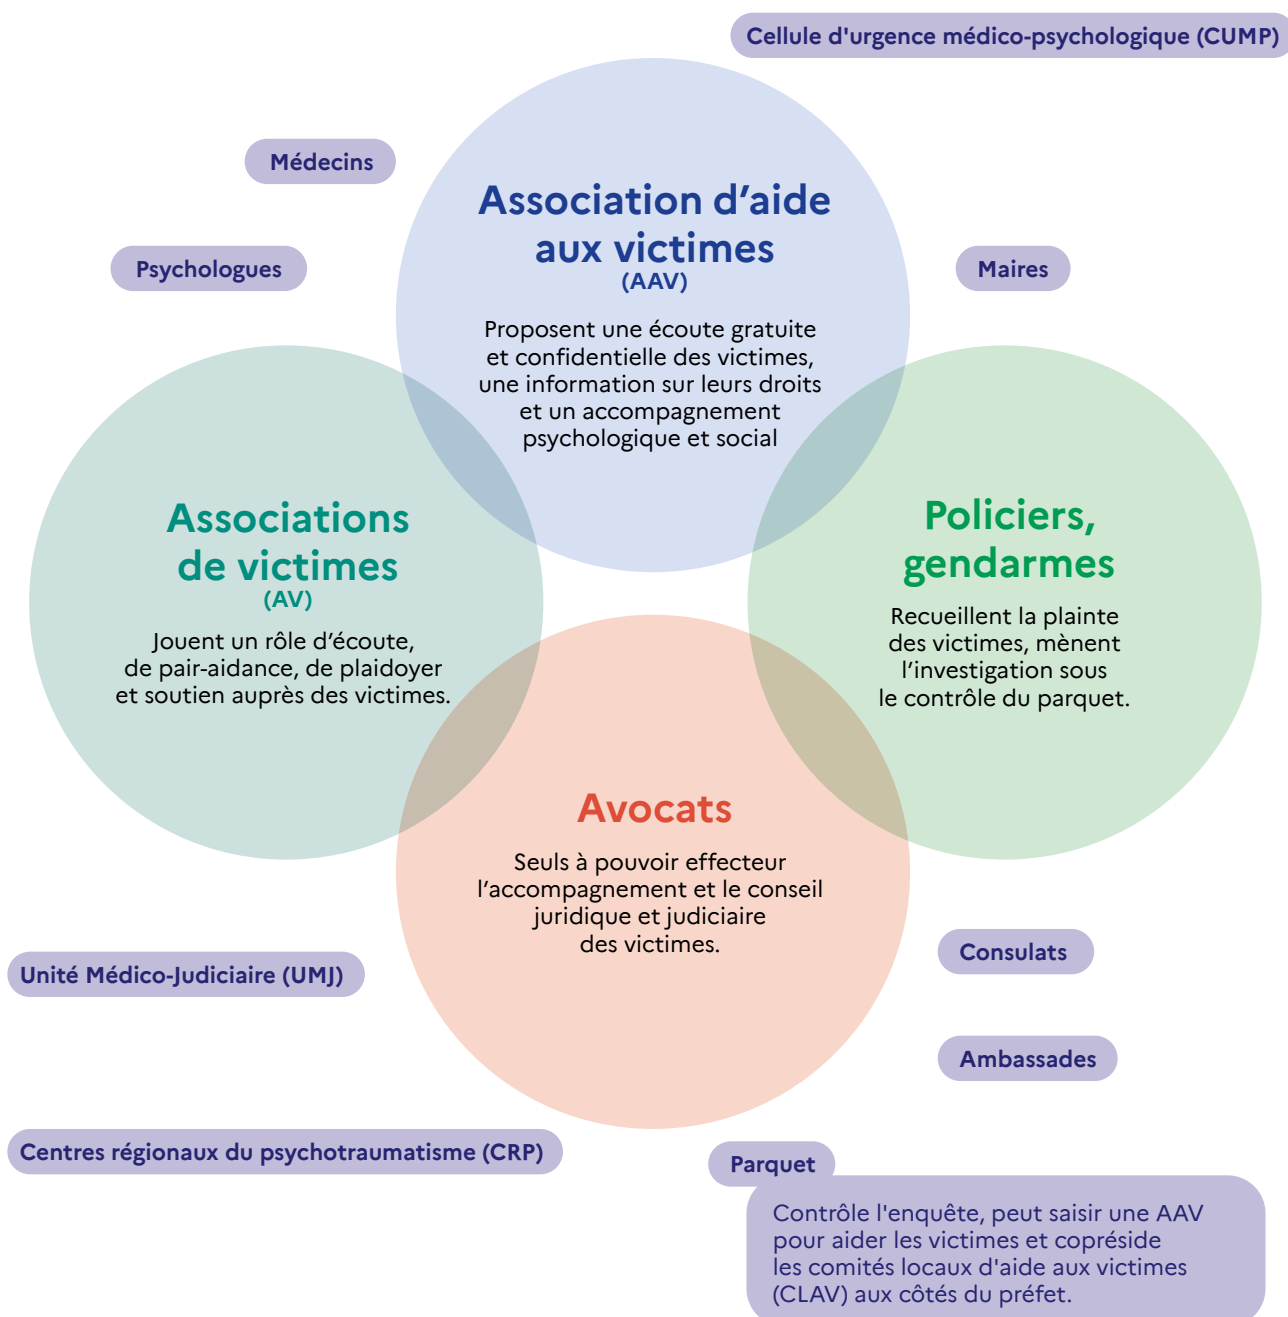 Cellule d'urgence médico-psychologique (CUMP)
Médecins
Psychologues
Maires
Association d’aide
aux victimes
(AAV)
Proposent une écoute gratuite
et confidentielle des victimes,
une information sur leurs droits
et un accompagnement
psychologique et social
Associations
de victimes
(AV)
Jouent un rôle d’écoute,
de pair-aidance, de plaidoyer
et soutien auprès des victimes.
Policiers,
gendarmes
Recueillent la plainte
des victimes, mènent
l’investigation sous
le contrôle du parquet.
Avocats
Seuls à pouvoir effecteur
l’accompagnement et le conseil
juridique et judiciaire
des victimes.
Unité Médico-Judiciaire (UMJ)
Consulats
Ambassades
Centres régionaux du psychotraumatisme (CRP)
Parquet
Contrôle l'enquête, peut saisir une AAV
pour aider les victimes et copréside
les comités locaux d'aide aux victimes
(CLAV) aux côtés du préfet.